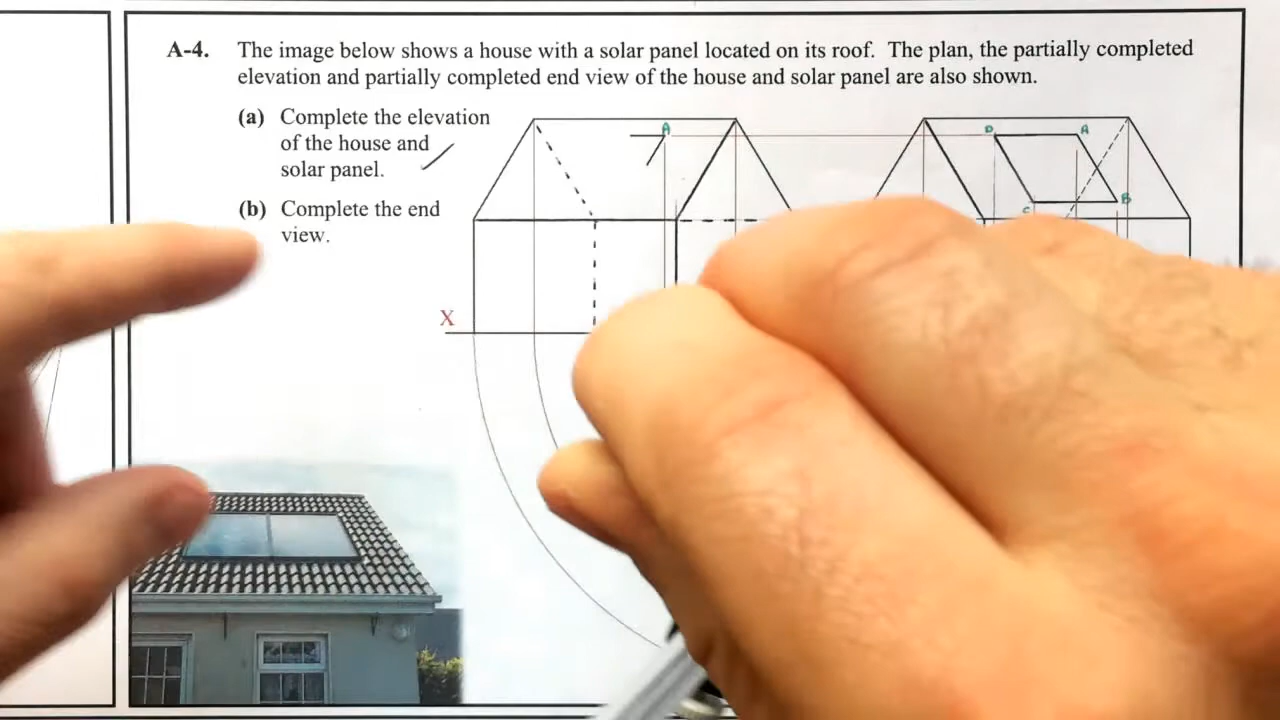 A-4. The image below shows a house with a solar panel located on its roof. The plan, the partially completed
elevation and partially completed end view of the house and solar panel are also shown.
(a) Complete the elevation
of the house and
solar panel.
(b) Complete the end
view.
A
D
A
B
C
X